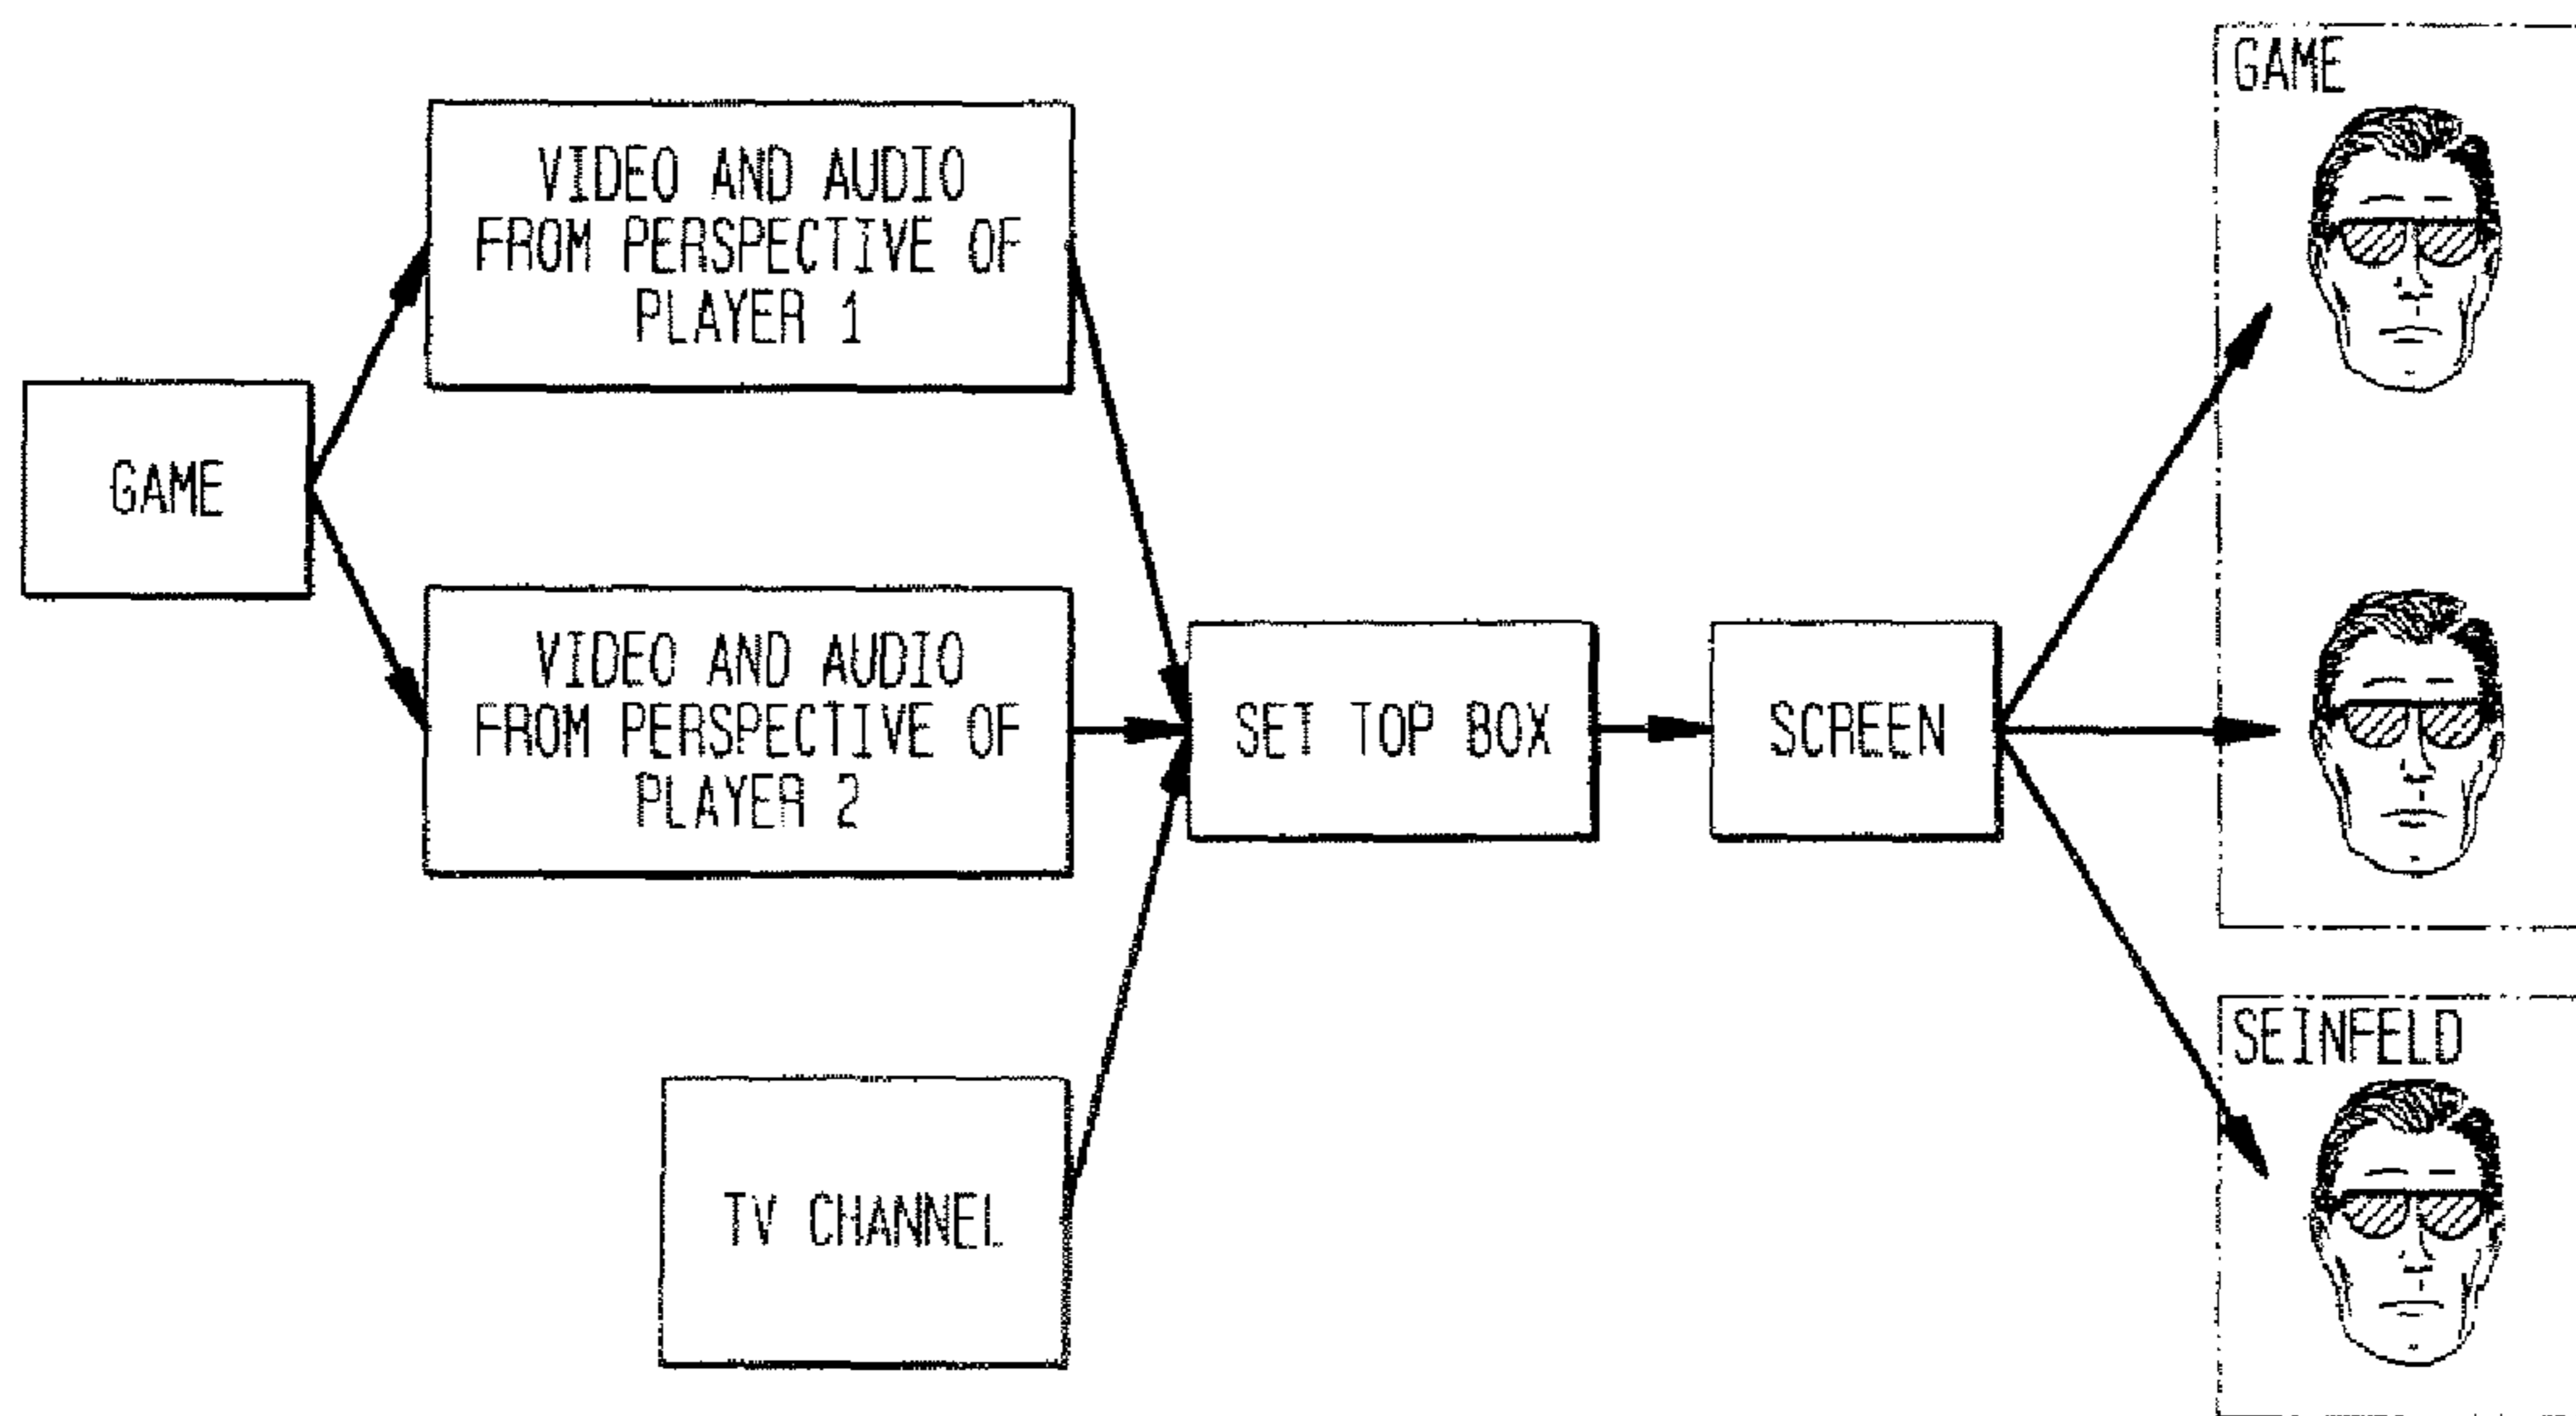 GAME
VIDEO AND AUDIO
FROM PERSPECTIVE OF
PLAYER 1
GAME
VIDEO AND AUDIO
FROM PERSPECTIVE OF
PLAYER 2
SET TOP BOX
SCREEN
SEINFELD
TV CHANNEL